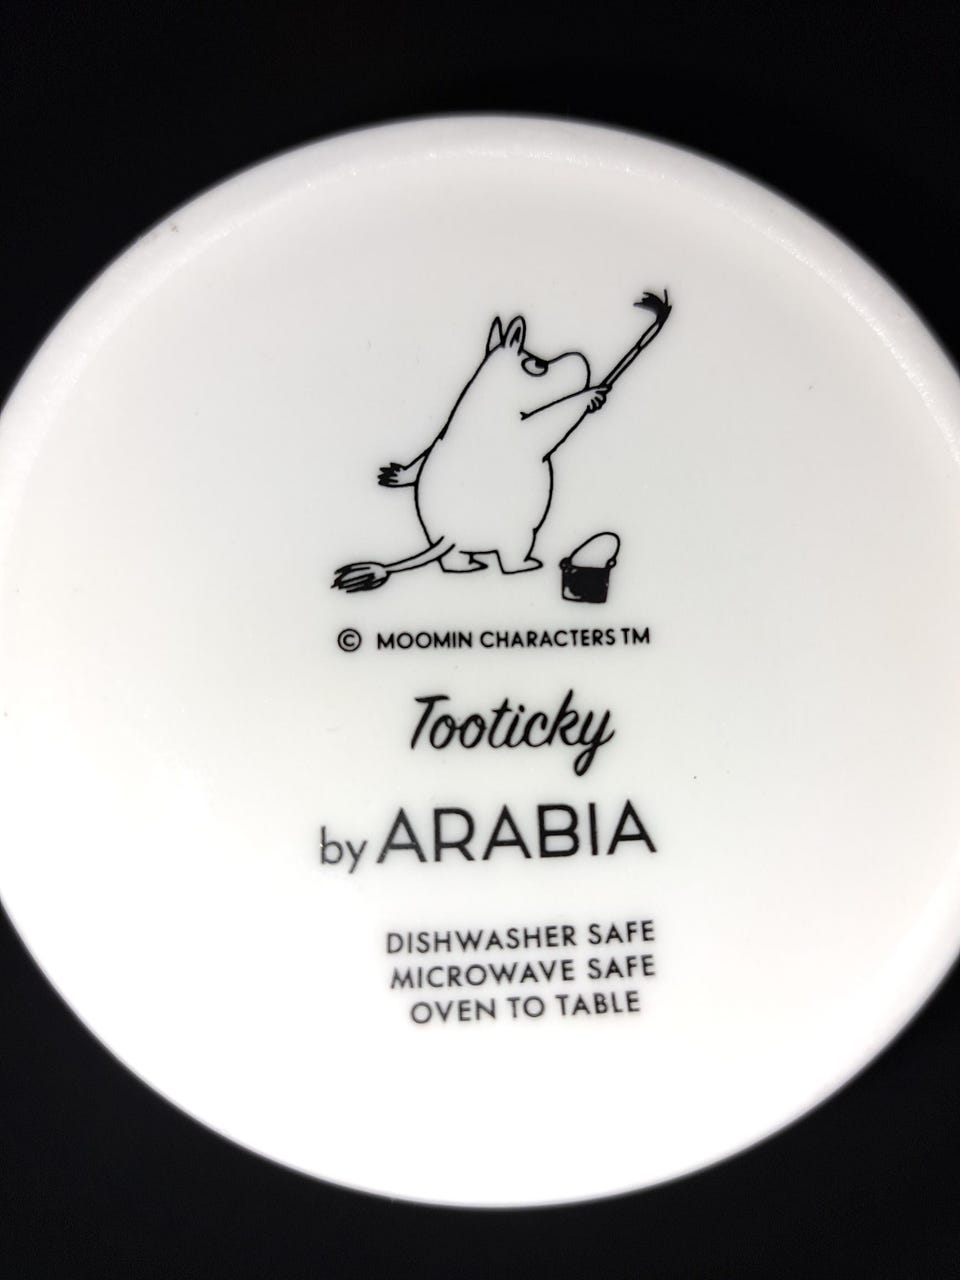 © MOOMIN CHARACTERS TM
Tooticky
by ARABIA
DISHWASHER SAFE
MICROWAVE SAFE
OVEN TO TABLE